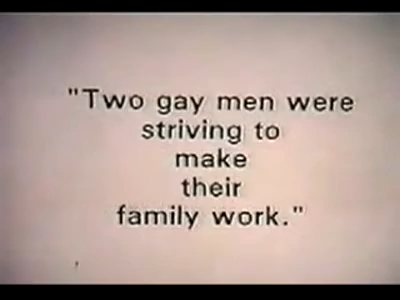 "Two gay men were
striving to
make
their
family work."